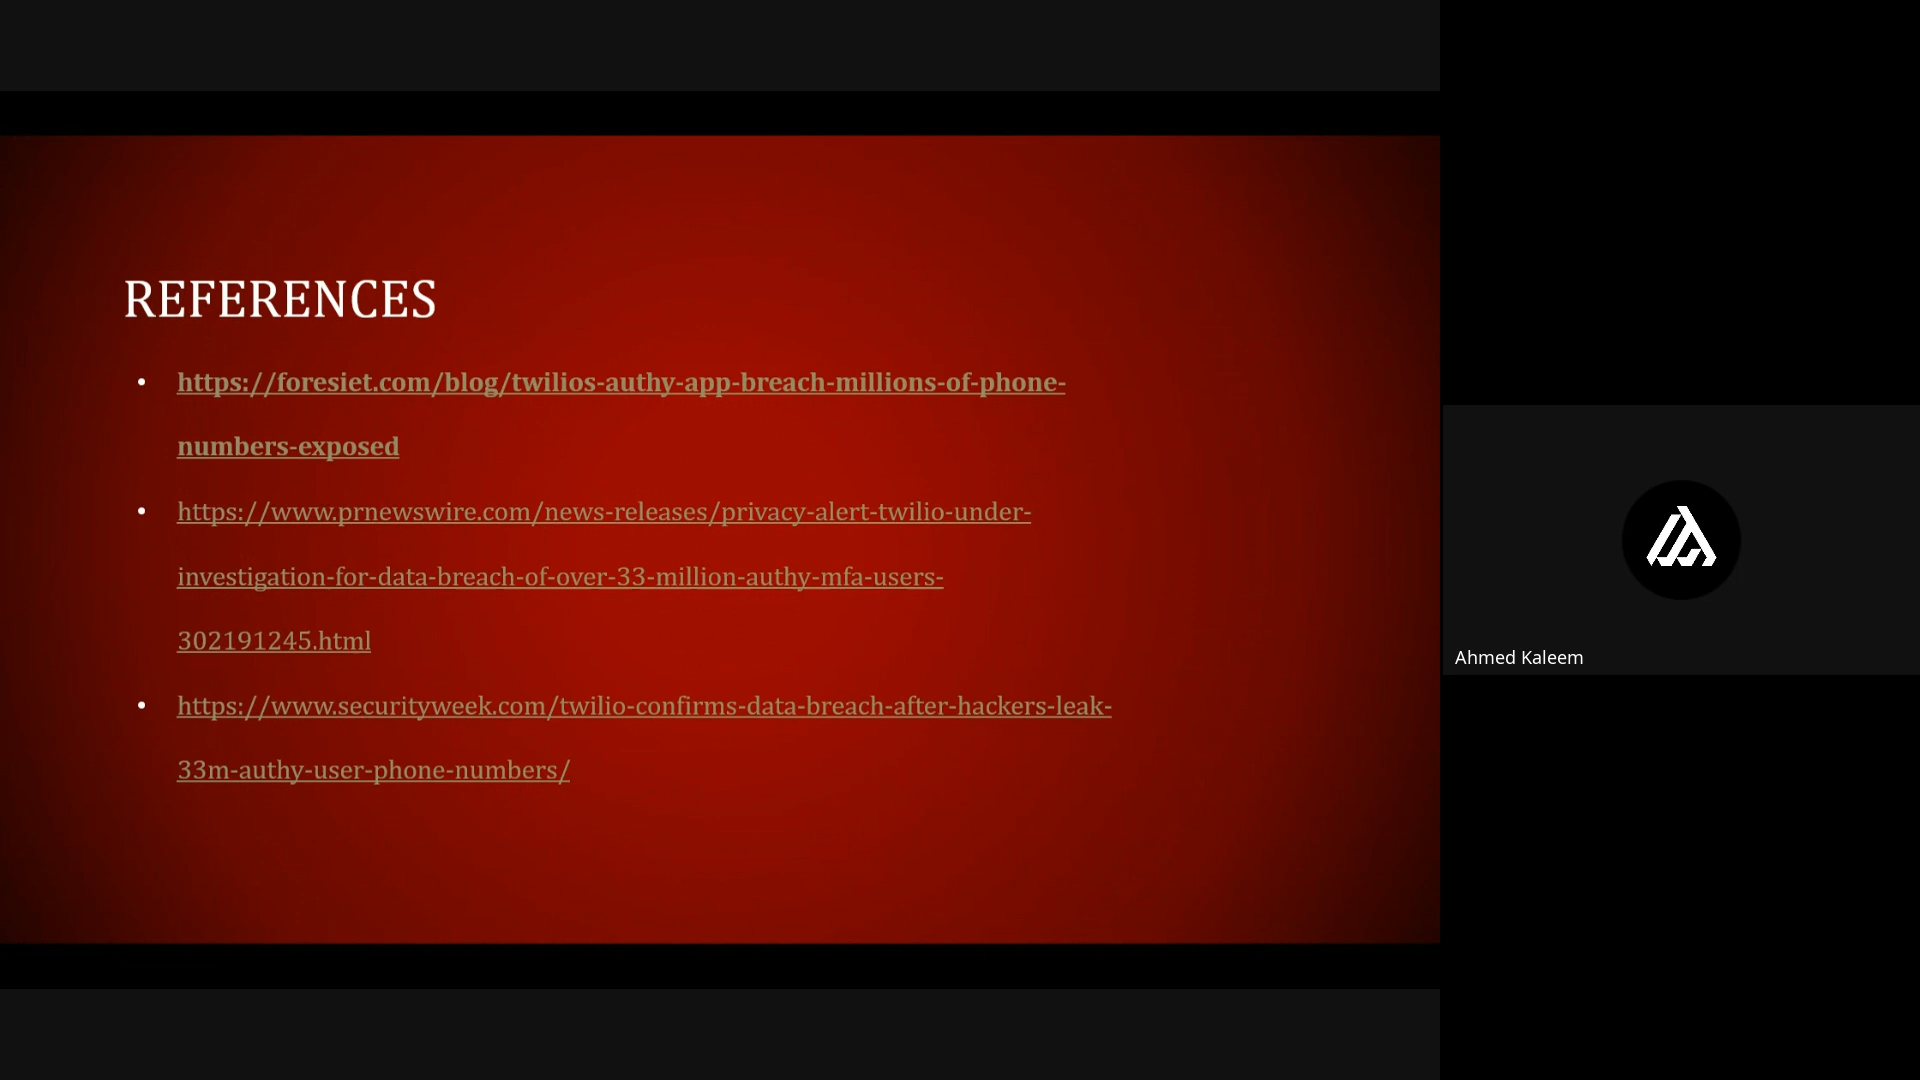 REFERENCES
• https://foresiet.com/blog/twilios-authy-app-breach-millions-of-phone-
numbers-exposed
• https://www.prnewswire.com/news-releases/privacy-alert-twilio-under-
investigation-for-data-breach-of-over-33-million-authy-mfa-users-
302191245.html
• https://www.securityweek.com/twilio-confirms-data-breach-after-hackers-leak-
33m-authy-user-phone-numbers/
Ahmed Kaleem